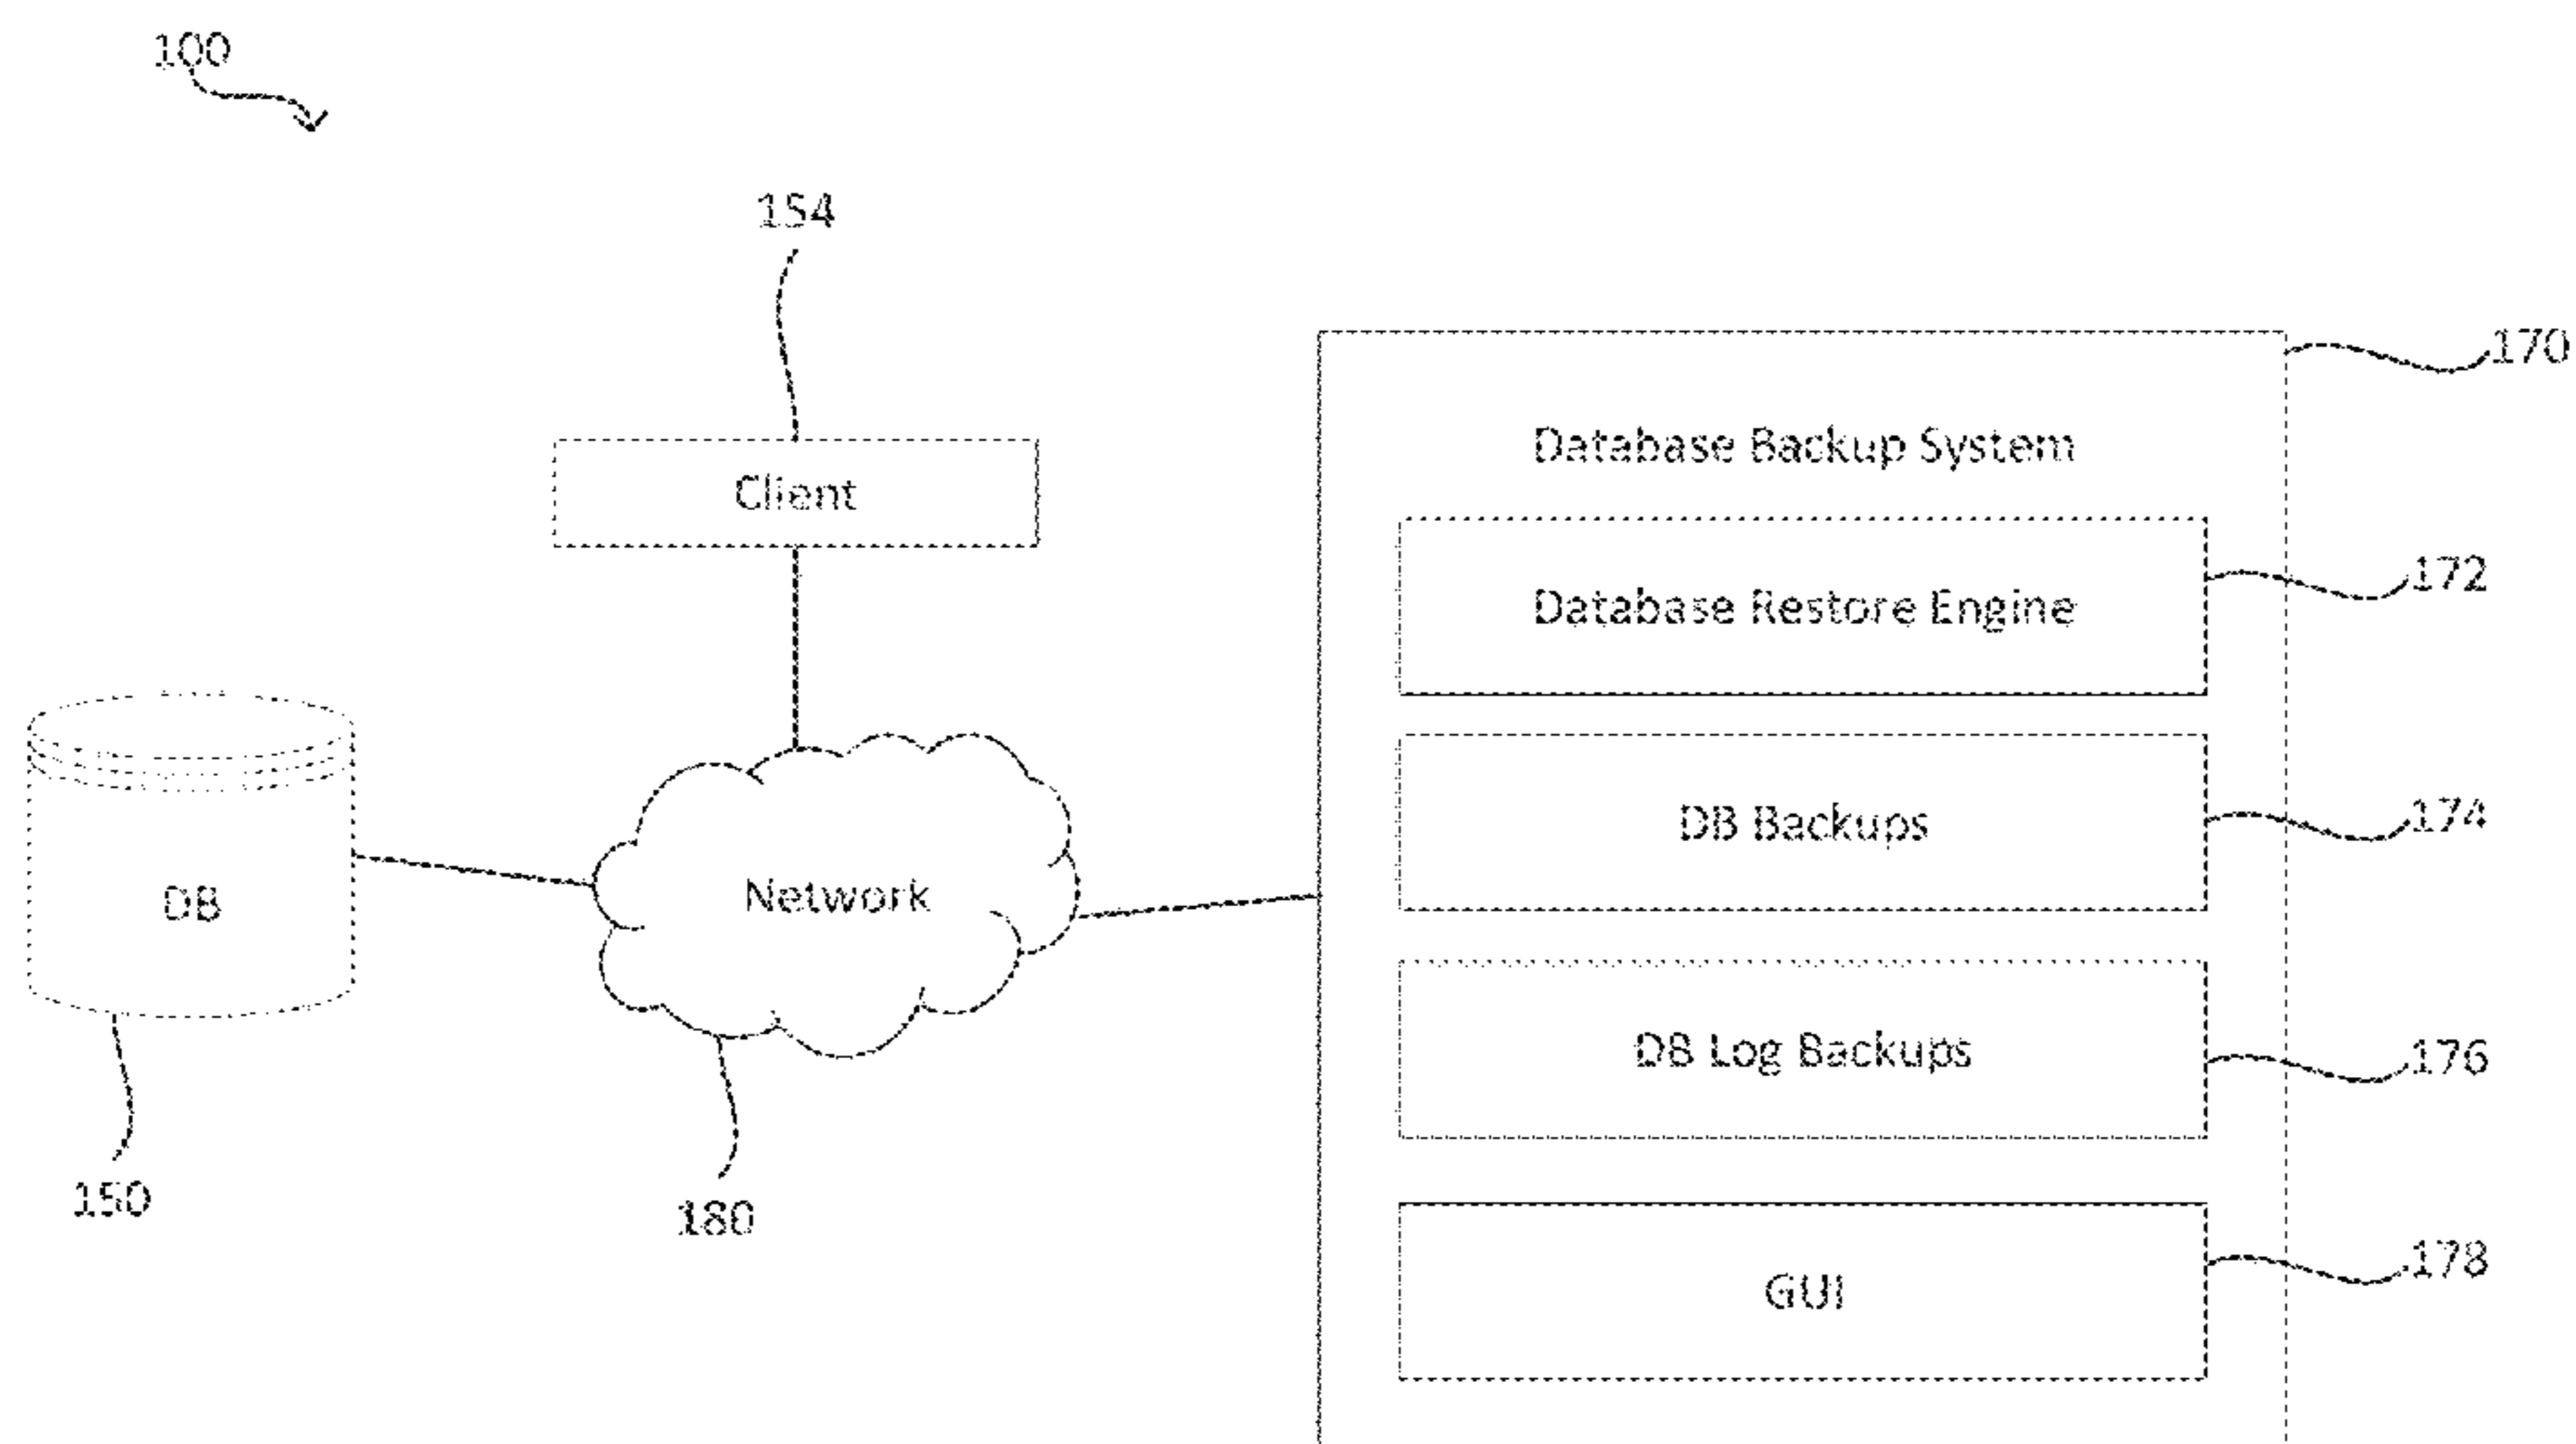 100
154
170
Database Backup System
Client
172
Database Restore Engine
174
DB Backups
DB
Network
DB Log Backups
176
150
180
178
GUI